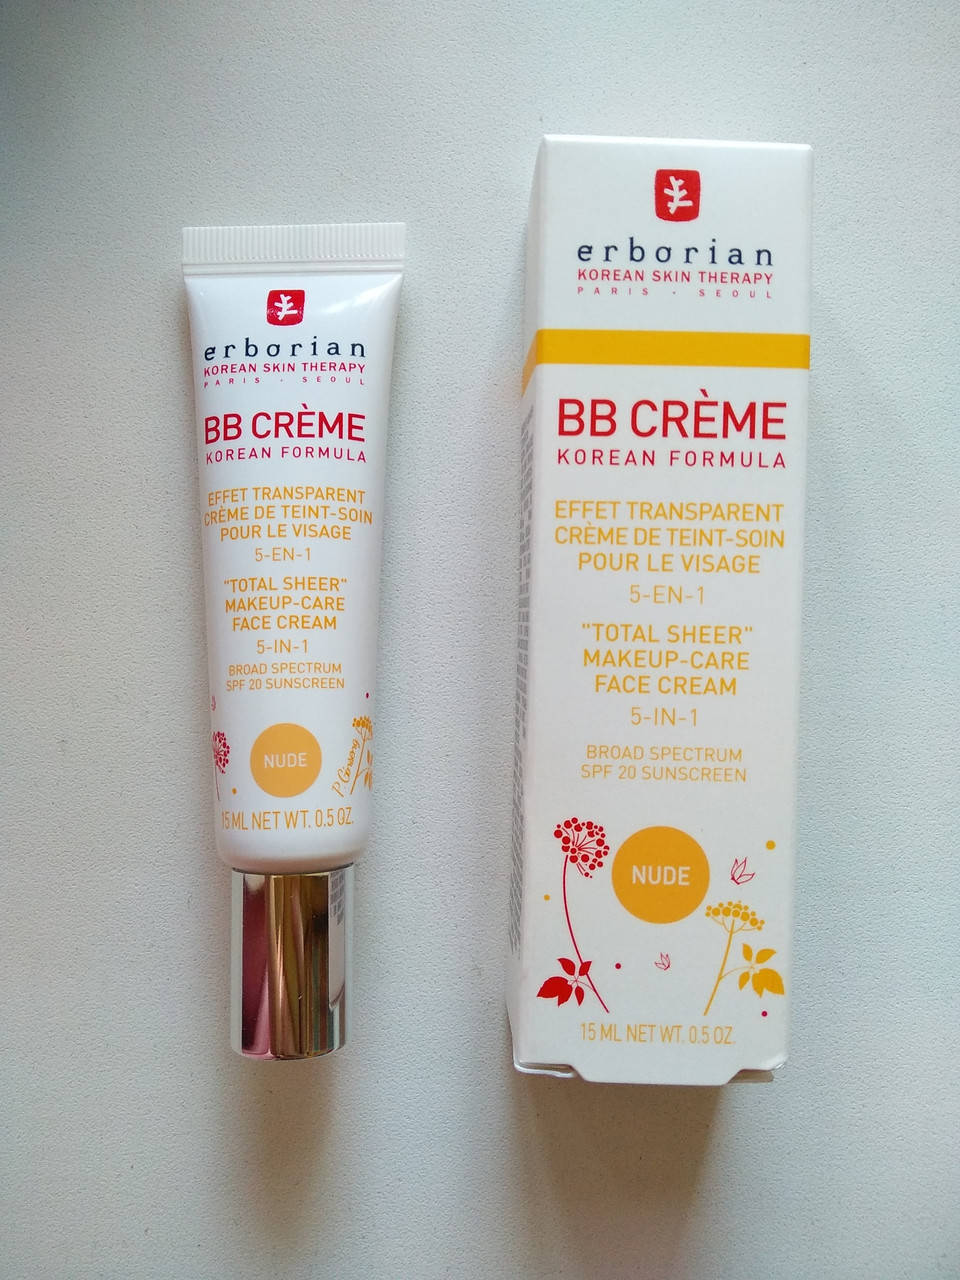 erborian
KOREAN SKIN THERAPY
PARIS - SEOUL
BB CRÈME
KOREAN FORMULA
EFFET TRANSPARENT
CRÈME DE TEINT-SOIN
POUR LE VISAGE
5-EN-1
"TOTAL SHEER"
MAKEUP-CARE
FACE CREAM
5-IN-1
BROAD SPECTRUM
SPF 20 SUNSCREEN
NUDE
P. Ginseng
15 ML NET WT. 0.5 OZ.
erborian
KOREAN SKIN THERAPY
PARIS - SEOUL
BB CRÈME
KOREAN FORMULA
EFFET TRANSPARENT
CRÈME DE TEINT-SOIN
POUR LE VISAGE
5-EN-1
"TOTAL SHEER"
MAKEUP-CARE
FACE CREAM
5-IN-1
BROAD SPECTRUM
SPF 20 SUNSCREEN
NUDE
15 ML NET WT. 0.5 OZ.